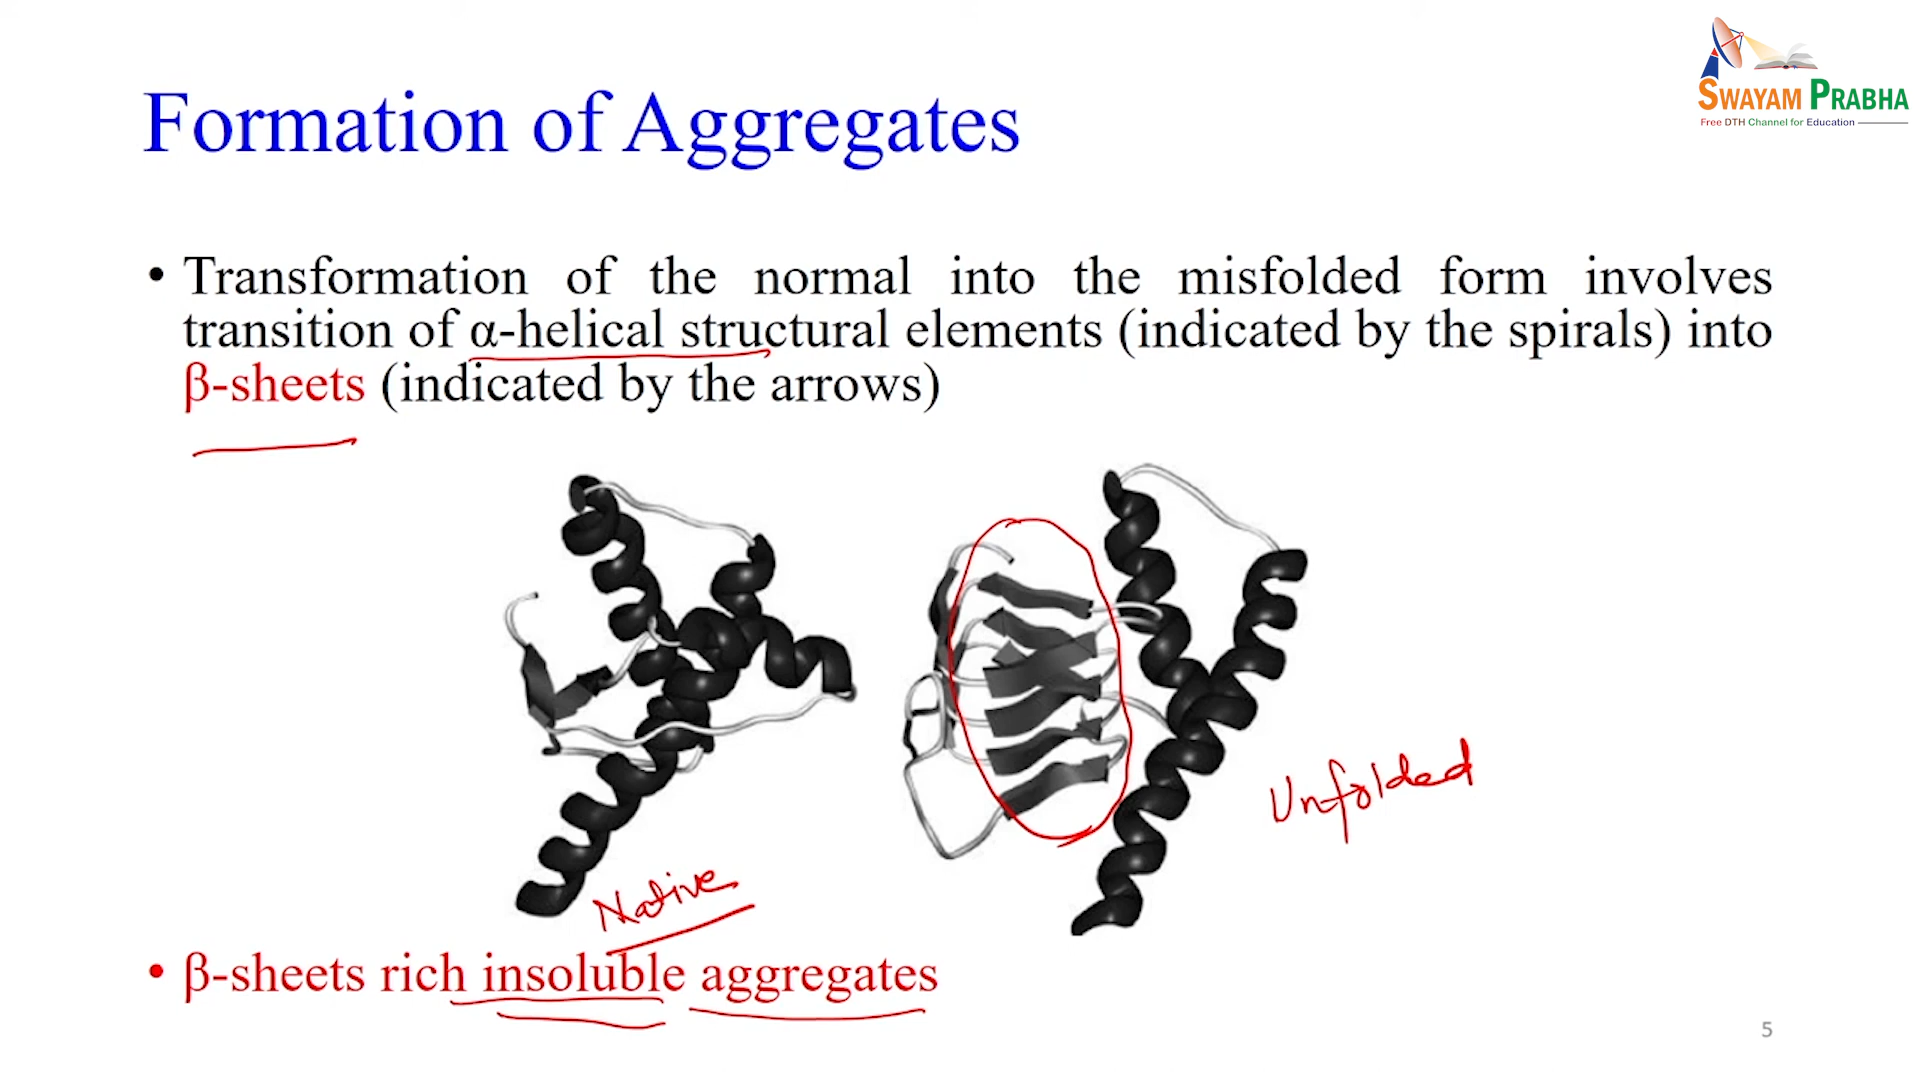 SWAYAM PRABHA
Free DTH Channel for Education
Formation of Aggregates
• Transformation of the normal into the misfolded form involves
transition of α-helical structural elements (indicated by the spirals) into
β-sheets (indicated by the arrows)
Unfolded
Native
• β-sheets rich insoluble aggregates
5